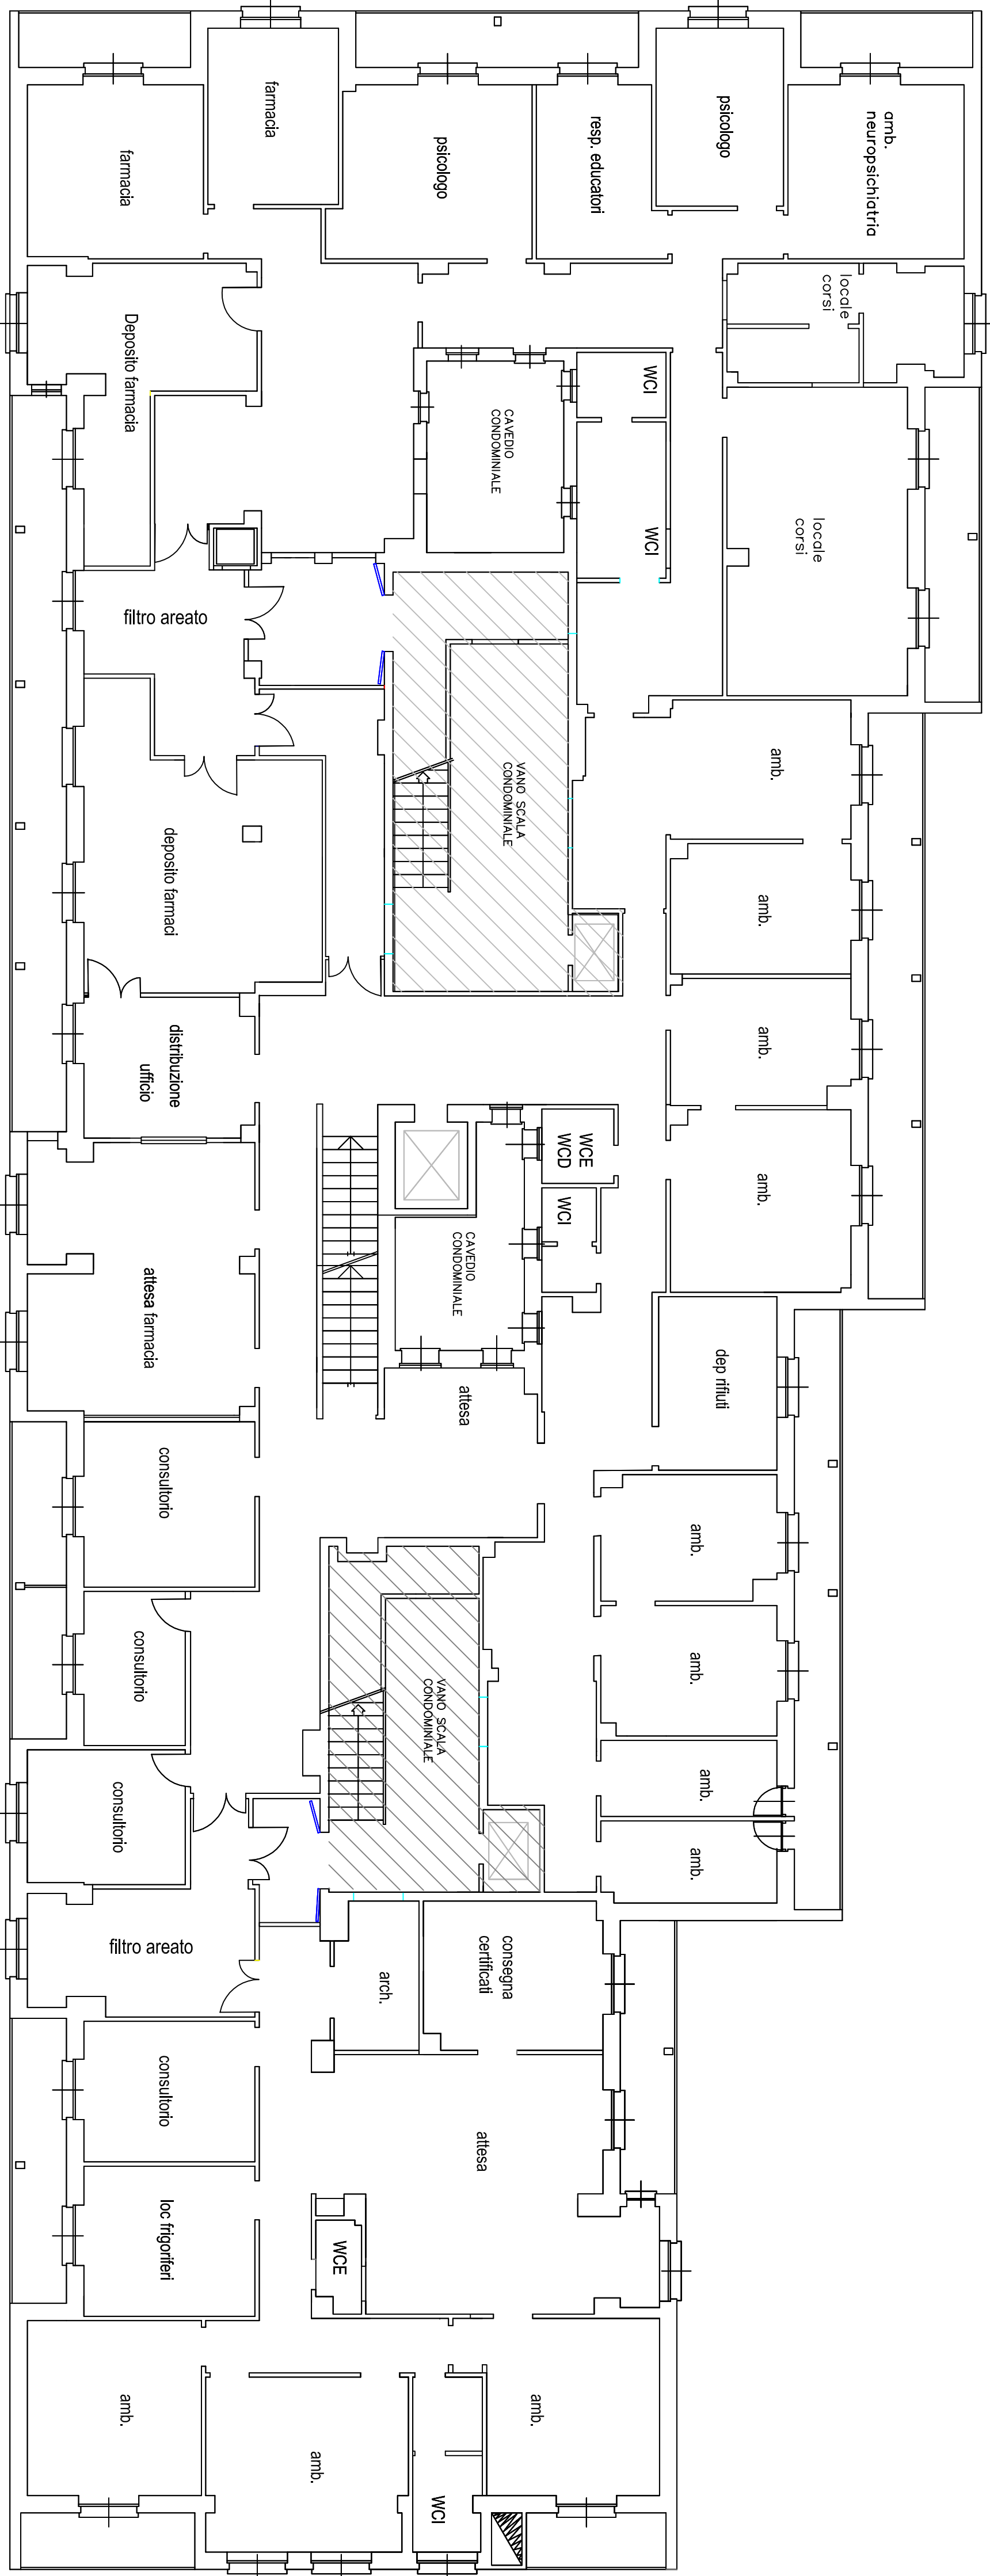 farmacia
farmacia
psicologo
resp. educatori
psicologo
amb.
neuropsichiatria
locale
corsi
Deposito farmacia
CAVEDIO
CONDOMINIALE
WCI
WCI
locale
corsi
filtro areato
VANO SCALA
CONDOMINIALE
amb.
deposito farmaci
amb.
distribuzione
ufficio
amb.
WCE
WCD
WCI
amb.
CAVEDIO
CONDOMINIALE
attesa farmacia
attesa
dep rifiuti
consultorio
amb.
consultorio
amb.
VANO SCALA
CONDOMINIALE
consultorio
amb.
amb.
filtro areato
arch.
consegna
certificati
consultorio
attesa
loc frigoriferi
WCE
amb.
amb.
amb.
WCI